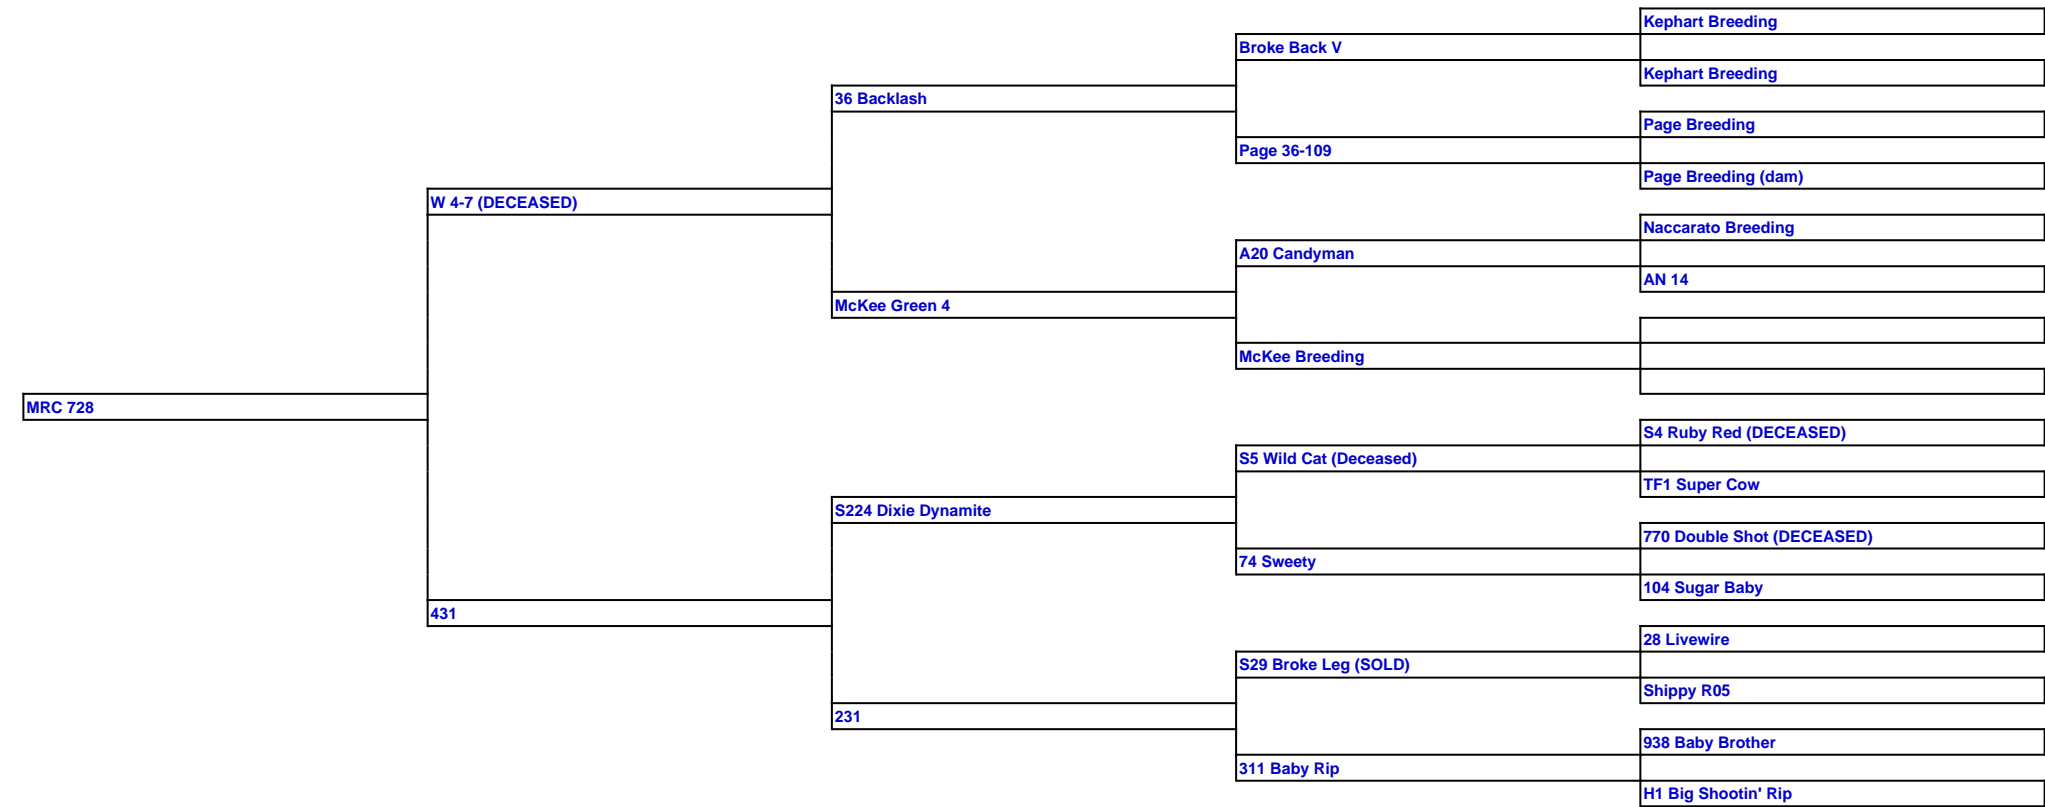 Kephart Breeding
Broke Back V
Kephart Breeding
36 Backlash
Page Breeding
Page 36-109
Page Breeding (dam)
W 4-7 (DECEASED)
Naccarato Breeding
A20 Candyman
AN 14
McKee Green 4
McKee Breeding
MRC 728
S4 Ruby Red (DECEASED)
S5 Wild Cat (Deceased)
TF1 Super Cow
S224 Dixie Dynamite
770 Double Shot (DECEASED)
74 Sweety
104 Sugar Baby
431
28 Livewire
S29 Broke Leg (SOLD)
Shippy R05
231
938 Baby Brother
311 Baby Rip
H1 Big Shootin' Rip